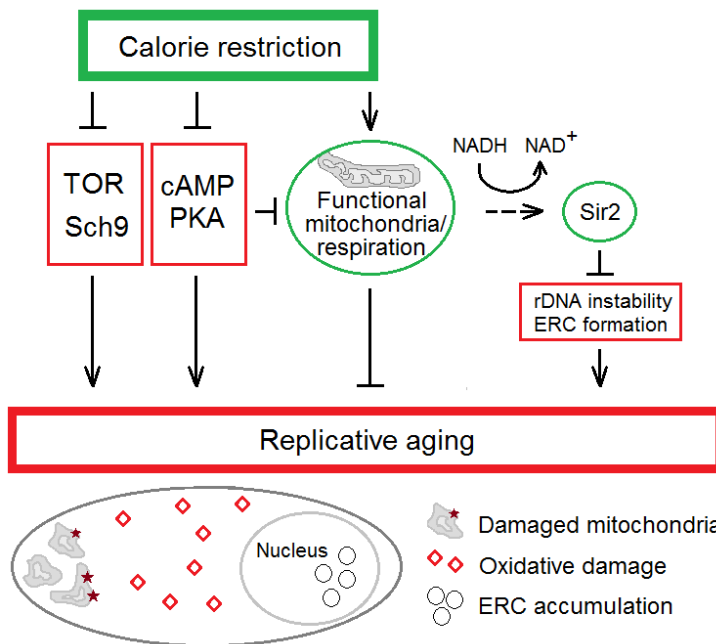 Calorie restriction
TOR
Sch9
cAMP
PKA
Functional
mitochondria/
respiration
NADH NAD+
Sir2
rDNA instability
ERC formation
Replicative aging
Nucleus
Damaged mitochondria
Oxidative damage
ERC accumulation